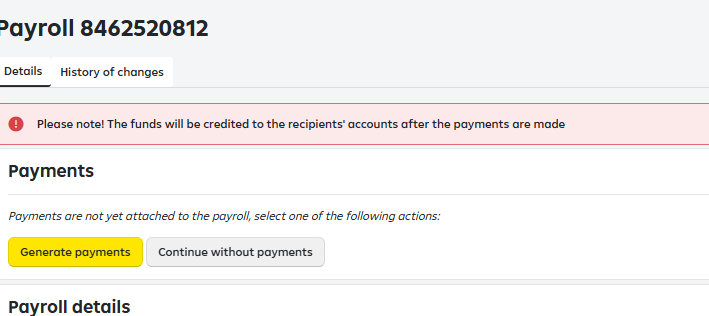 Payroll 8462520812
Details
History of changes
Please note! The funds will be credited to the recipients' accounts after the payments are made
Payments
Payments are not yet attached to the payroll, select one of the following actions:
Generate payments
Continue without payments
Payroll details